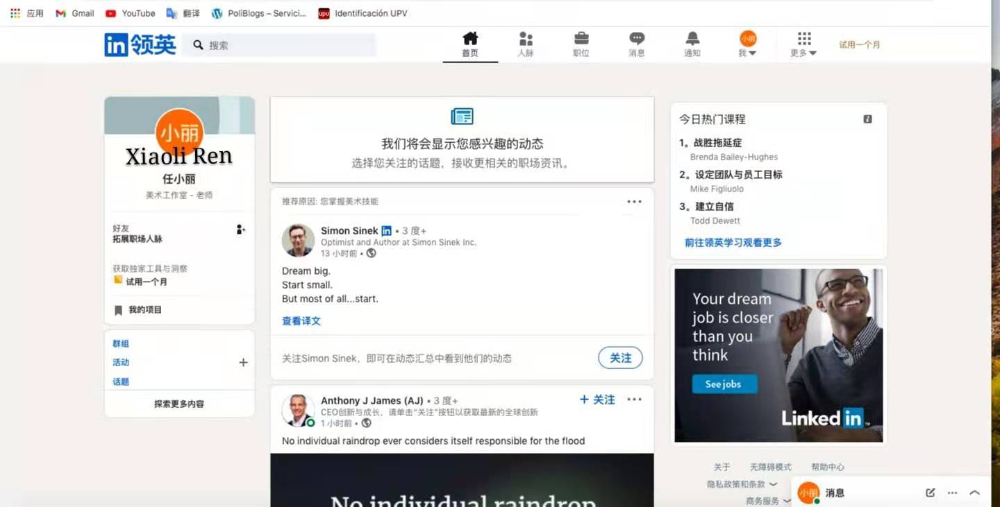 应用
Gmail
YouTube
翻译
PoliBlogs – Servici...
upv Identificación UPV
in领英
搜索
首页
人脉
职位
消息
通知
小丽
我
更多
试用一个月
小丽
Xiaoli Ren
任小丽
美术工作室 - 老师
好友
拓展职场人脉
获取独家工具与洞察
试用一个月
我的项目
群组
活动
话题
探索更多内容
我们将会显示您感兴趣的动态
选择您关注的话题，接收更相关的职场资讯。
推荐原因: 您掌握美术技能
Simon Sinek in • 3 度+
Optimist and Author at Simon Sinek Inc.
13 小时前 •
Dream big.
Start small.
But most of all...start.
查看译文
关注Simon Sinek，即可在动态汇总中看到他们的动态
关注
Anthony J James (AJ) • 3 度+
+ 关注
CEO创新与成长，请单击“关注”按钮以获取最新的全球创新
1 小时前 •
No individual raindrop ever considers itself responsible for the flood
No individual raindrop
今日热门课程
1。战胜拖延症
Brenda Bailey-Hughes
2。设定团队与员工目标
Mike Figliuolo
3。建立自信
Todd Dewett
前往领英学习观看更多
Your dream
job is closer
than you
think
See jobs
Linked in
关于 无障碍模式 帮助中心
隐私政策和条款
商务服务
小丽 消息